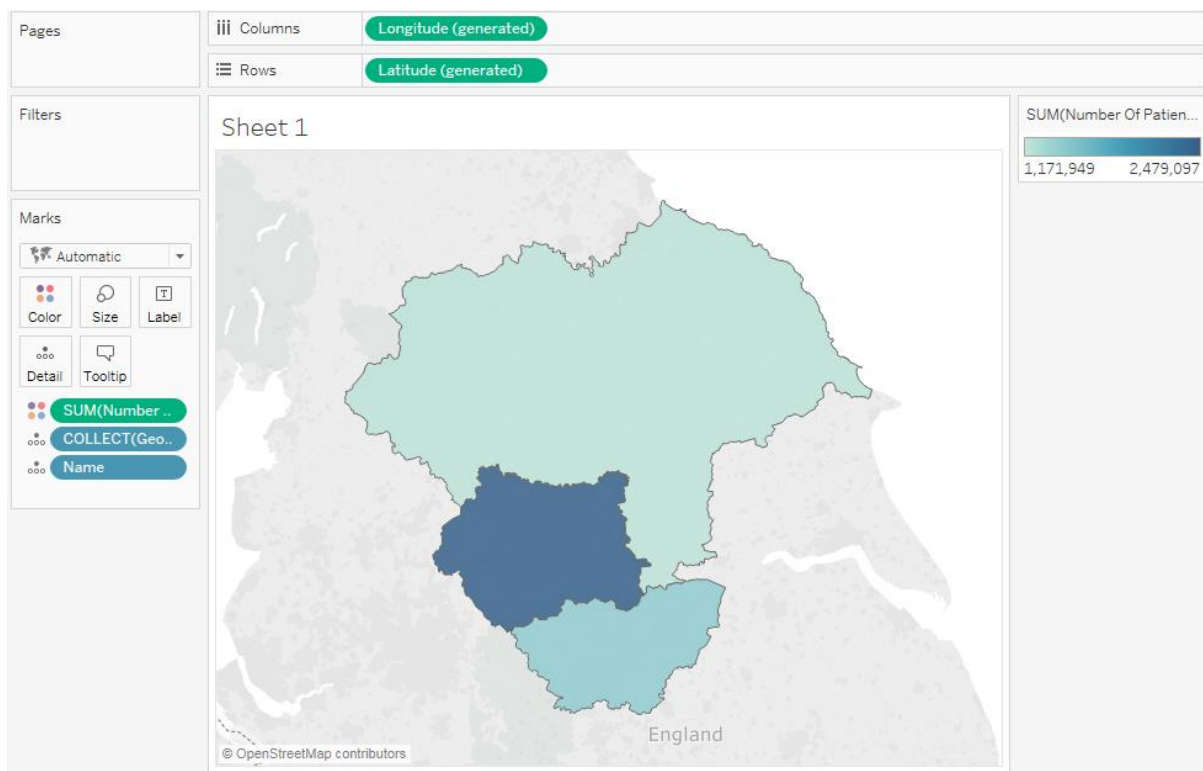 Pages
Columns
Longitude (generated)
Rows
Latitude (generated)
Filters
Sheet 1
SUM(Number Of Patien...
1,171,949
2,479,097
Marks
Automatic
Color
Size
T
Label
Detail
Tooltip
SUM(Number ..
COLLECT(Geo..
Name
England
© OpenStreetMap contributors